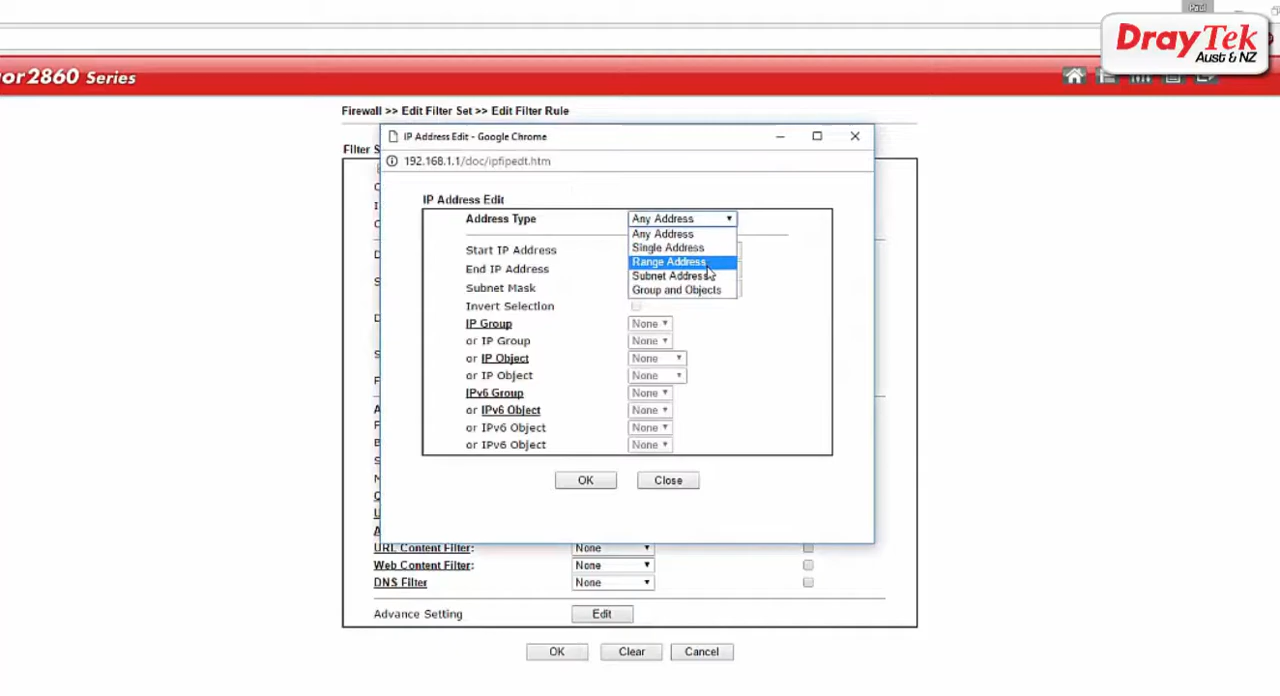 Paul
DrayTek
Aust & NZ
or2860 Series
Firewall >> Edit Filter Set >> Edit Filter Rule
IP Address Edit - Google Chrome
Filter S
192.168.1.1/doc/ipfipedt.htm
IP Address Edit
Address Type Any Address
Any Address
Start IP Address Single Address
Range Address
End IP Address
Subnet Address
Subnet Mask Group and Objects
Invert Selection
IP Group None
or IP Group None
or IP Object None
or IP Object None
IPv6 Group None
or IPv6 Object None
or IPv6 Object None
or IPv6 Object None
OK Close
URL Content Filter: None
Web Content Filter: None
DNS Filter None
Advance Setting Edit
OK Clear Cancel